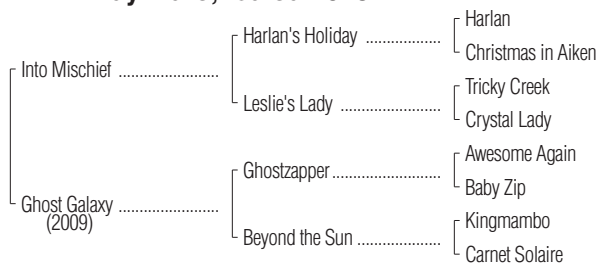 Harlan
Harlan's Holiday ..................
Christmas in Aiken
Into Mischief ........................
Tricky Creek
Leslie's Lady ........................
Crystal Lady
Awesome Again
Ghostzapper..........................
Baby Zip
Ghost Galaxy ........................
(2009)
Kingmambo
Beyond the Sun ....................
Carnet Solaire